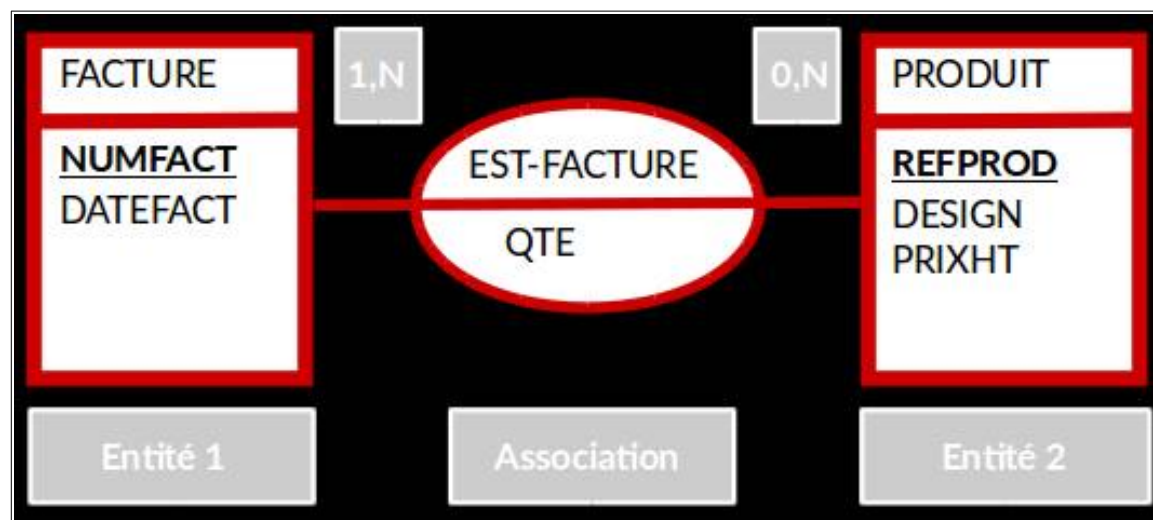 FACTURE
NUMFACT
DATEFACT
1,N
EST-FACTURE
QTE
0,N
PRODUIT
REFPROD
DESIGN
PRIXHT
Entité 1
Association
Entité 2